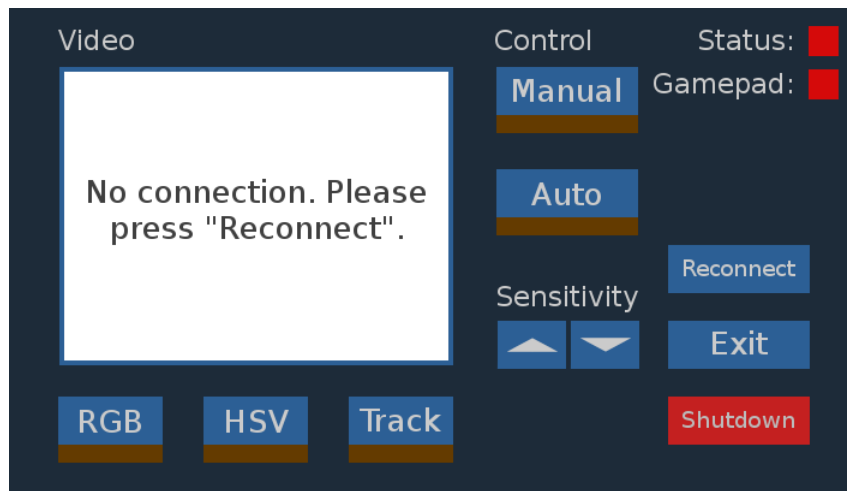 Video
Control
Status:
Gamepad:
Manual
No connection. Please
press "Reconnect".
Auto
Reconnect
Sensitivity
Exit
RGB
HSV
Track
Shutdown